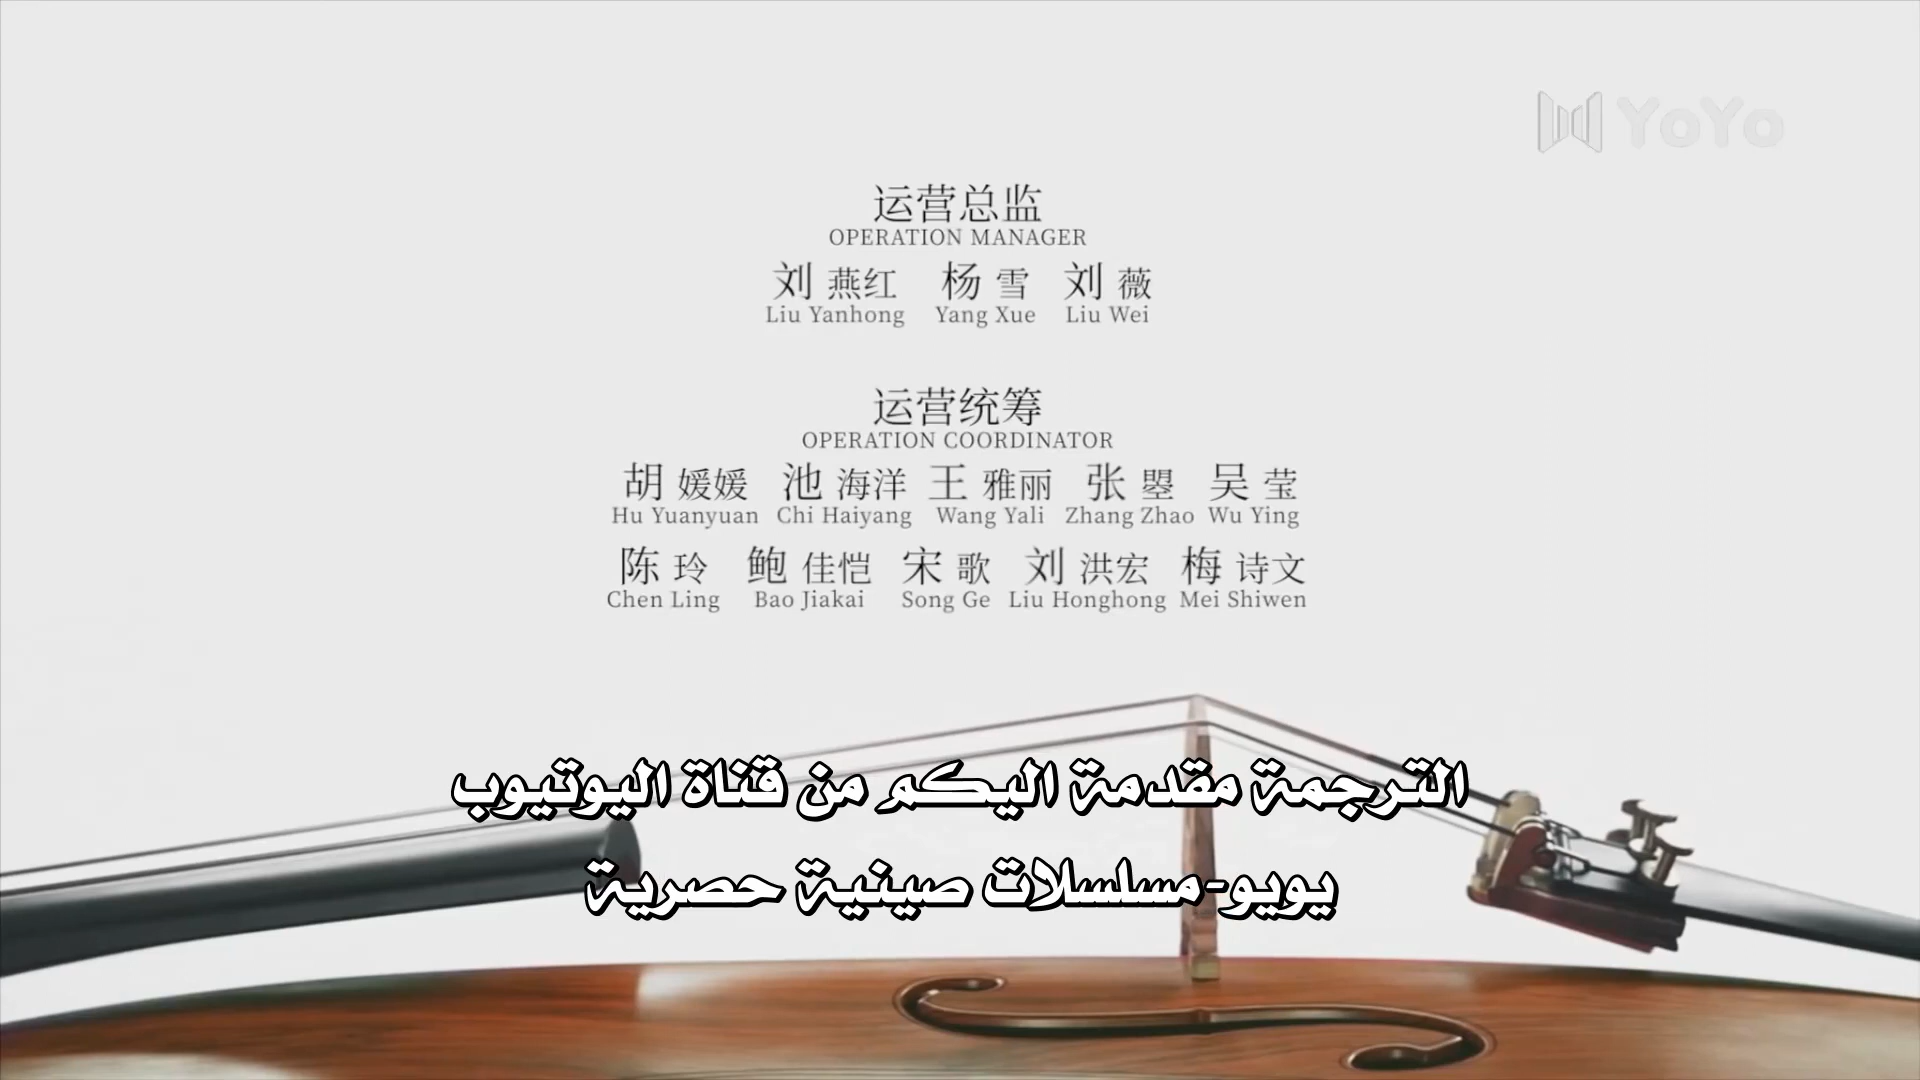 YoYo
运营总监
OPERATION MANAGER
刘 燕红 杨 雪 刘 薇
Liu Yanhong Yang Xue Liu Wei
运营统筹
OPERATION COORDINATOR
胡 媛媛 池 海洋 王 雅丽 张 曌 吴 莹
Hu Yuanyuan Chi Haiyang Wang Yali Zhang Zhao Wu Ying
陈 玲 鲍 佳恺 宋 歌 刘 洪宏 梅 诗文
Chen Ling Bao Jiakai Song Ge Liu Honghong Mei Shiwen
الترجمة مقدمة اليكم من قناة اليوتيوب
يويو-مسلسلات صينية حصرية